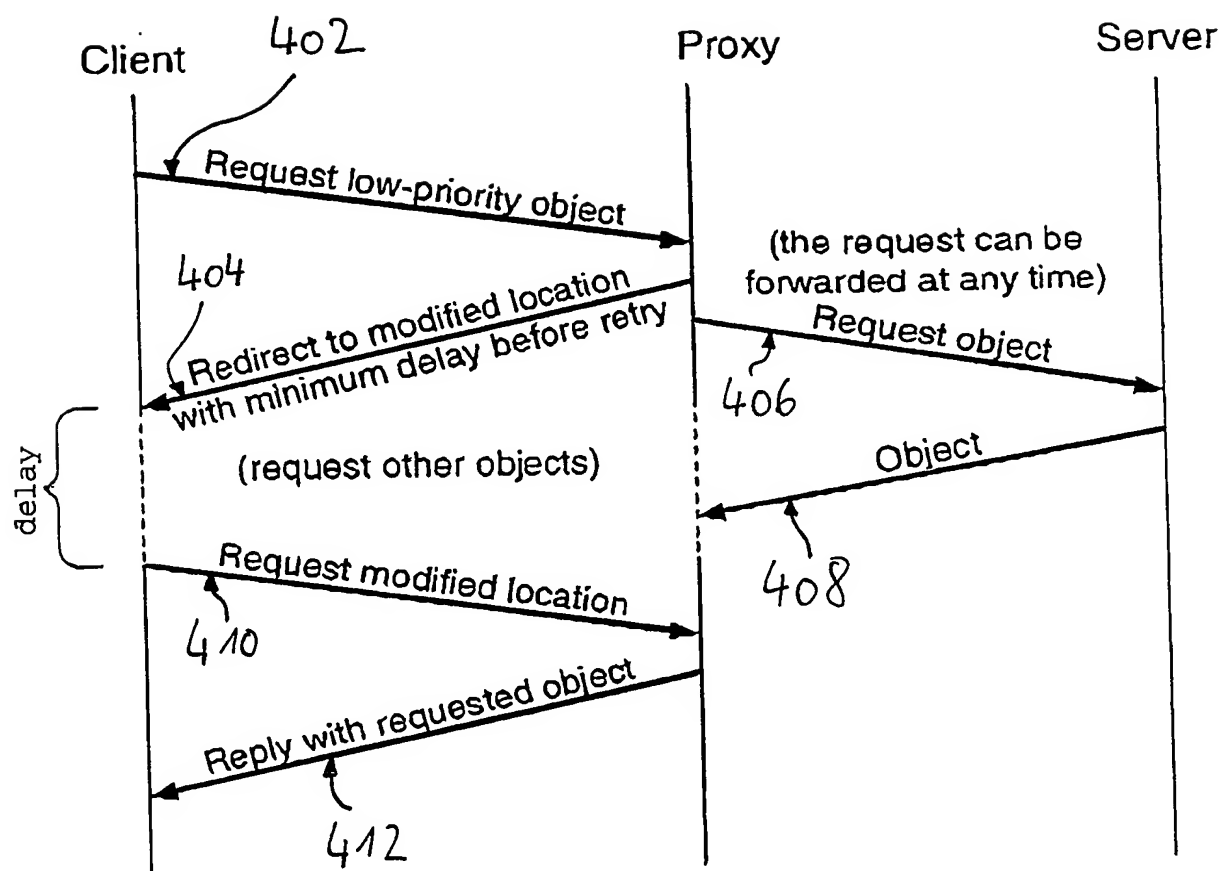 402
Client
Proxy
Server
Request low-priority object
404
(the request can be
forwarded at any time)
Redirect to modified location
with minimum delay before retry
Request object
406
delay
(request other objects)
Object
408
Request modified location
410
Reply with requested object
412